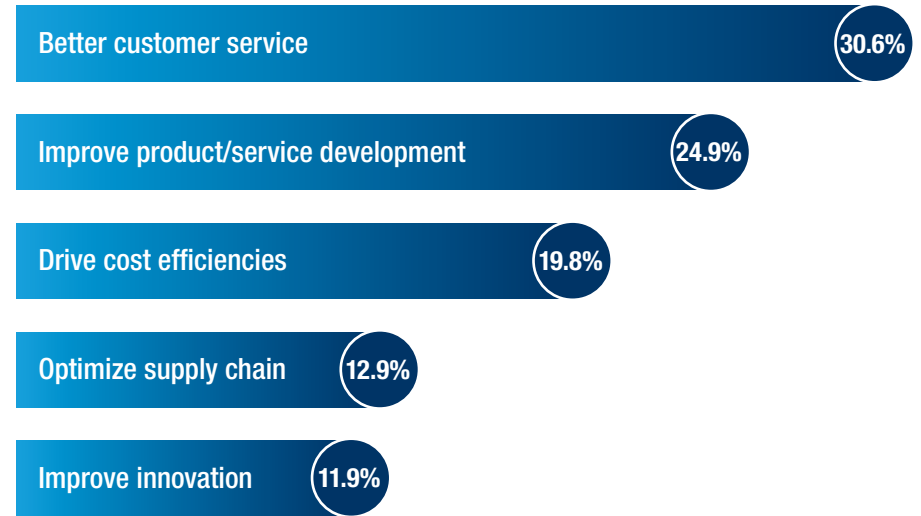 Better customer service 30.6%
Improve product/service development 24.9%
Drive cost efficiencies 19.8%
Optimize supply chain 12.9%
Improve innovation 11.9%